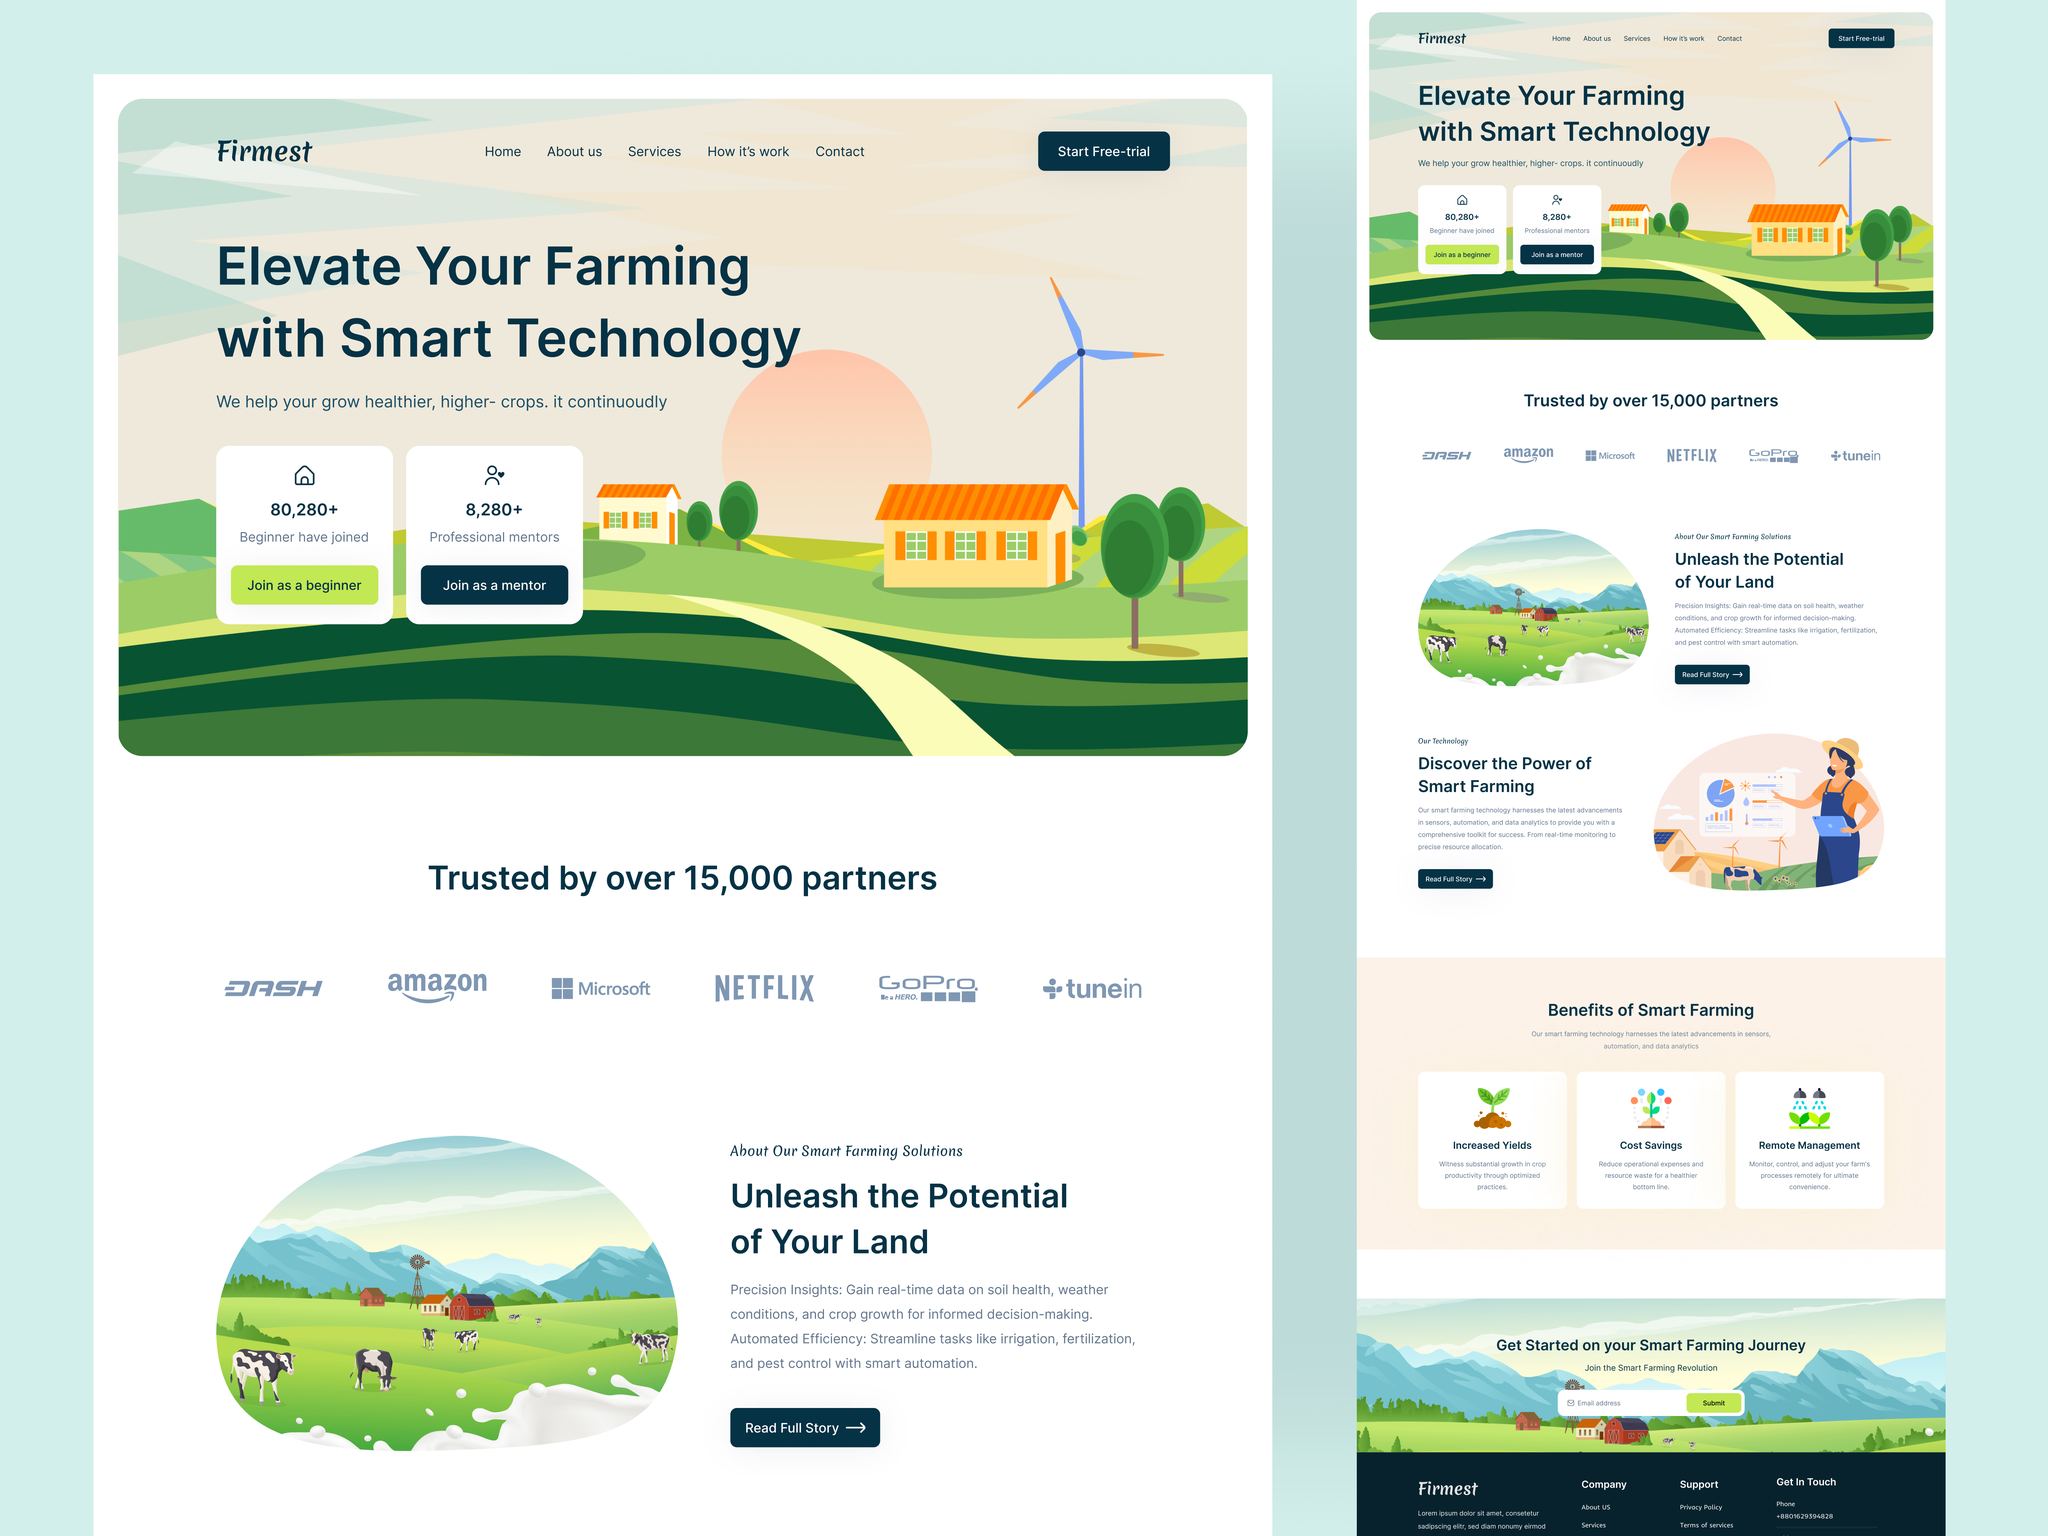 Firmest
Home About us Services How it's work Contact
Start Free-trial
Elevate Your Farming
with Smart Technology
We help your grow healthier, higher- crops. it continuoudly
80,280+
Beginner have joined
Join as a beginner
8,280+
Professional mentors
Join as a mentor
Trusted by over 15,000 partners
DASH amazon Microsoft NETFLIX GoPro Be a HERO. tunein
About Our Smart Farming Solutions
Unleash the Potential
of Your Land
Precision Insights: Gain real-time data on soil health, weather
conditions, and crop growth for informed decision-making.
Automated Efficiency: Streamline tasks like irrigation, fertilization,
and pest control with smart automation.
Read Full Story
Firmest
Home About us Services How it's work Contact
Start Free-trial
Elevate Your Farming
with Smart Technology
We help your grow healthier, higher- crops. it continuoudly
80,280+
Beginner have joined
Join as a beginner
8,280+
Professional mentors
Join as a mentor
Trusted by over 15,000 partners
DASH amazon Microsoft NETFLIX GoPro Be a HERO. tunein
About Our Smart Farming Solutions
Unleash the Potential
of Your Land
Precision Insights: Gain real-time data on soil health, weather
conditions, and crop growth for informed decision-making.
Automated Efficiency: Streamline tasks like irrigation, fertilization,
and pest control with smart automation.
Read Full Story
Our Technology
Discover the Power of
Smart Farming
Our smart farming technology harnesses the latest advancements
in sensors, automation, and data analytics to provide you with a
comprehensive toolkit for success. From real-time monitoring to
precise resource allocation.
Read Full Story
Benefits of Smart Farming
Our smart farming technology harnesses the latest advancements in sensors,
automation, and data analytics
Increased Yields
Witness substantial growth in crop
productivity through optimized
practices.
Cost Savings
Reduce operational expenses and
resource waste for a healthier
bottom line.
Remote Management
Monitor, control, and adjust your farm's
processes remotely for ultimate
convenience.
Get Started on your Smart Farming Journey
Join the Smart Farming Revolution
Email address
Submit
Firmest
Lorem ipsum dolor sit amet, consetetur
sadipscing elitr, sed diam nonumy eirmod
Company
About US
Services
Support
Privacy Policy
Terms of services
Get In Touch
Phone
+8801629394828